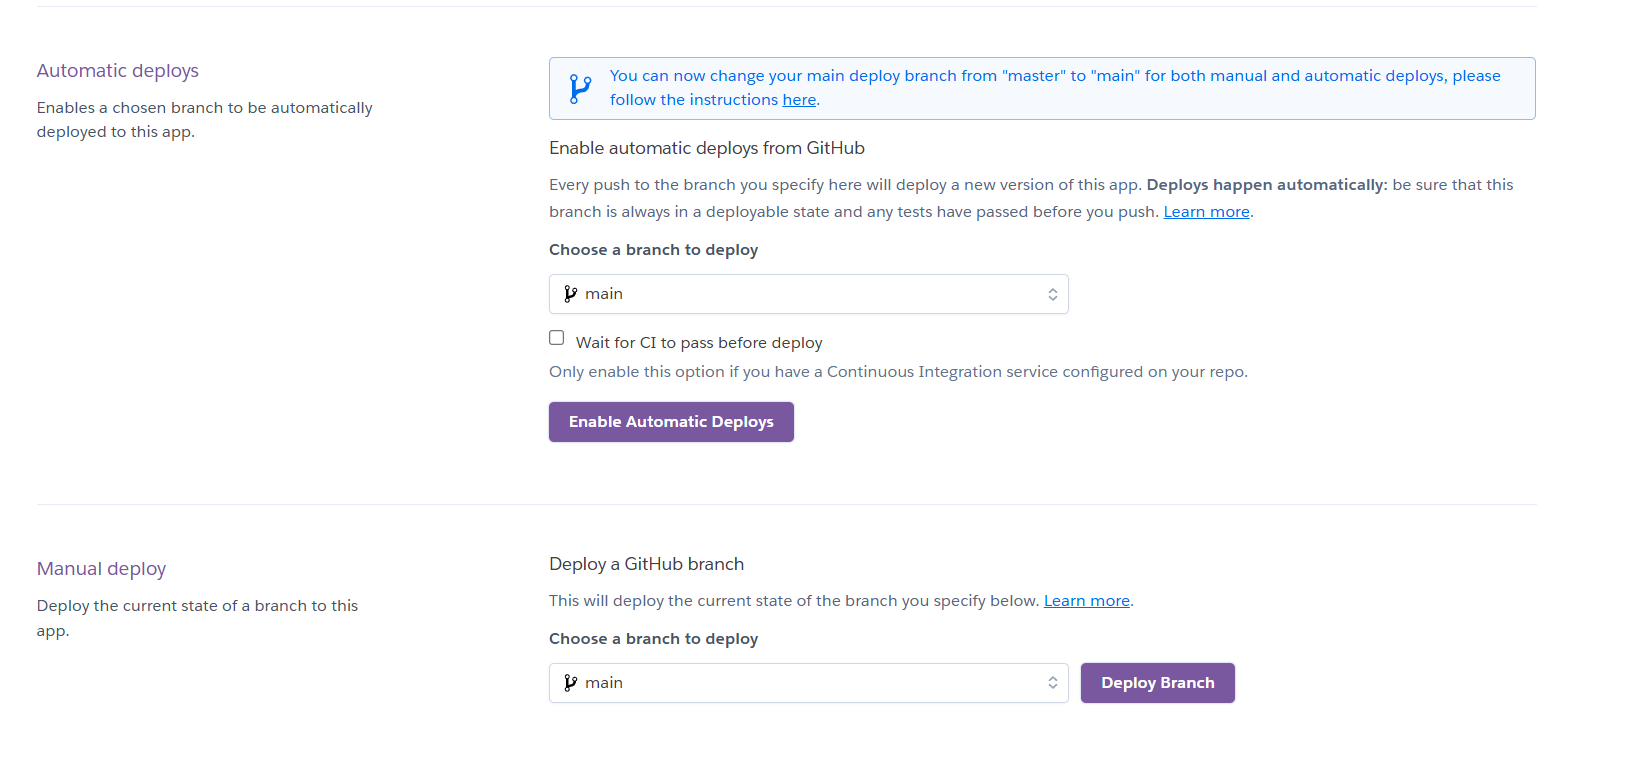 Automatic deploys
Enables a chosen branch to be automatically
deployed to this app.
You can now change your main deploy branch from "master" to "main" for both manual and automatic deploys, please
follow the instructions here.
Enable automatic deploys from GitHub
Every push to the branch you specify here will deploy a new version of this app. Deploys happen automatically: be sure that this
branch is always in a deployable state and any tests have passed before you push. Learn more.
Choose a branch to deploy
main
Wait for CI to pass before deploy
Only enable this option if you have a Continuous Integration service configured on your repo.
Enable Automatic Deploys
Manual deploy
Deploy the current state of a branch to this
app.
Deploy a GitHub branch
This will deploy the current state of the branch you specify below. Learn more.
Choose a branch to deploy
main
Deploy Branch